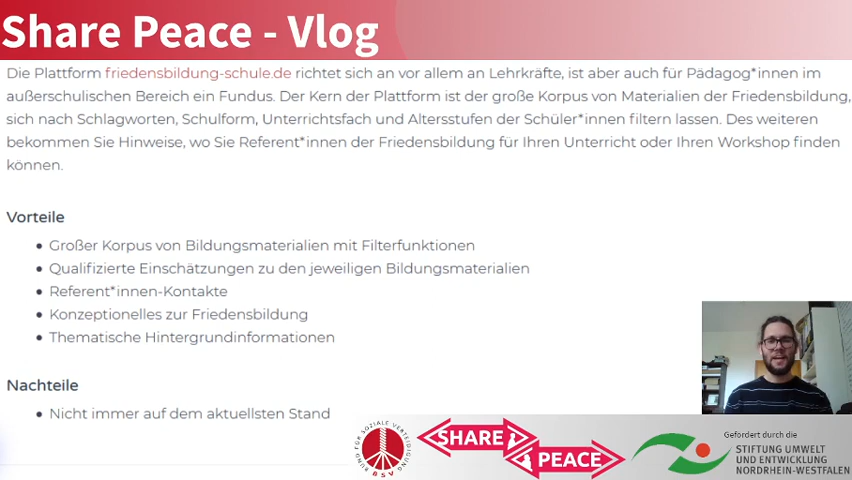 Share Peace - Vlog
Die Plattform friedensbildung-schule.de richtet sich an vor allem an Lehrkräfte, ist aber auch für Pädagog*innen im
außerschulischen Bereich ein Fundus. Der Kern der Plattform ist der große Korpus von Materialien der Friedensbildung,
sich nach Schlagworten, Schulform, Unterrichtsfach und Altersstufen der Schüler*innen filtern lassen. Des weiteren
bekommen Sie Hinweise, wo Sie Referent*innen der Friedensbildung für Ihren Unterricht oder Ihren Workshop finden
können.
Vorteile
• Großer Korpus von Bildungsmaterialien mit Filterfunktionen
• Qualifizierte Einschätzungen zu den jeweiligen Bildungsmaterialien
• Referent*innen-Kontakte
• Konzeptionelles zur Friedensbildung
• Thematische Hintergrundinformationen
Nachteile
• Nicht immer auf dem aktuellsten Stand
BUND FÜR SOZIALE VERTEIDIGUNG
BSV
SHARE
PEACE
Gefördert durch die
STIFTUNG UMWELT
UND ENTWICKLUNG
NORDRHEIN-WESTFALEN